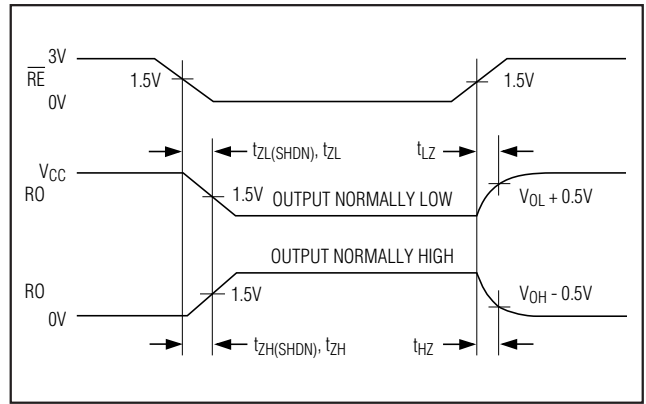 3V
R̅E̅
1.5V
1.5V
0V
tZL(SHDN), tZL
tLZ
VCC
RO
1.5V OUTPUT NORMALLY LOW
VOL + 0.5V
OUTPUT NORMALLY HIGH
RO
1.5V
VOH - 0.5V
0V
tZH(SHDN), tZH
tHZ